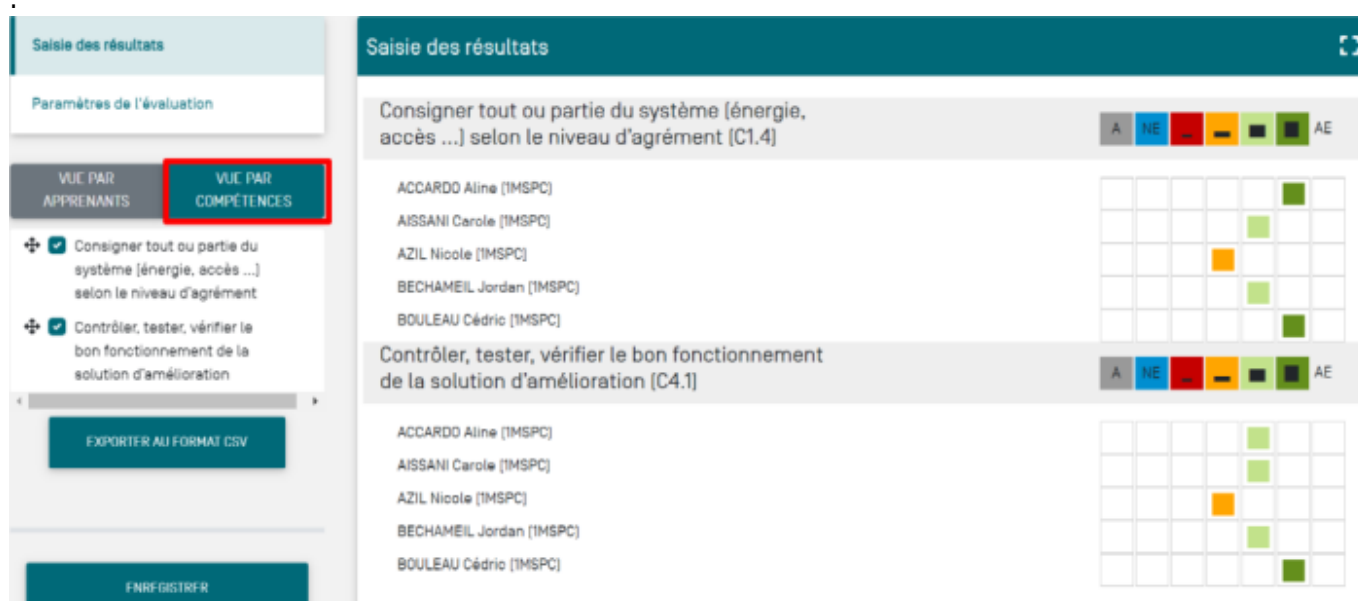 .
Saisie des résultats
Paramètres de l'évaluation
VUE PAR
APPRENANTS
VUE PAR
COMPÉTENCES
Consigner tout ou partie du
système (énergie, accès ...)
selon le niveau d'agrément
Contrôler, tester, vérifier le
bon fonctionnement de la
solution d'amélioration
EXPORTER AU FORMAT CSV
ENREGISTRER
Saisie des résultats
Consigner tout ou partie du système (énergie,
accès ...) selon le niveau d'agrément (C1.4)
A NE AE
ACCARDO Aline (1MSPC)
AISSANI Carole (1MSPC)
AZIL Nicole (1MSPC)
BECHAMEIL Jordan (1MSPC)
BOULEAU Cédric (1MSPC)
Contrôler, tester, vérifier le bon fonctionnement
de la solution d'amélioration (C4.1)
A NE AE
ACCARDO Aline (1MSPC)
AISSANI Carole (1MSPC)
AZIL Nicole (1MSPC)
BECHAMEIL Jordan (1MSPC)
BOULEAU Cédric (1MSPC)